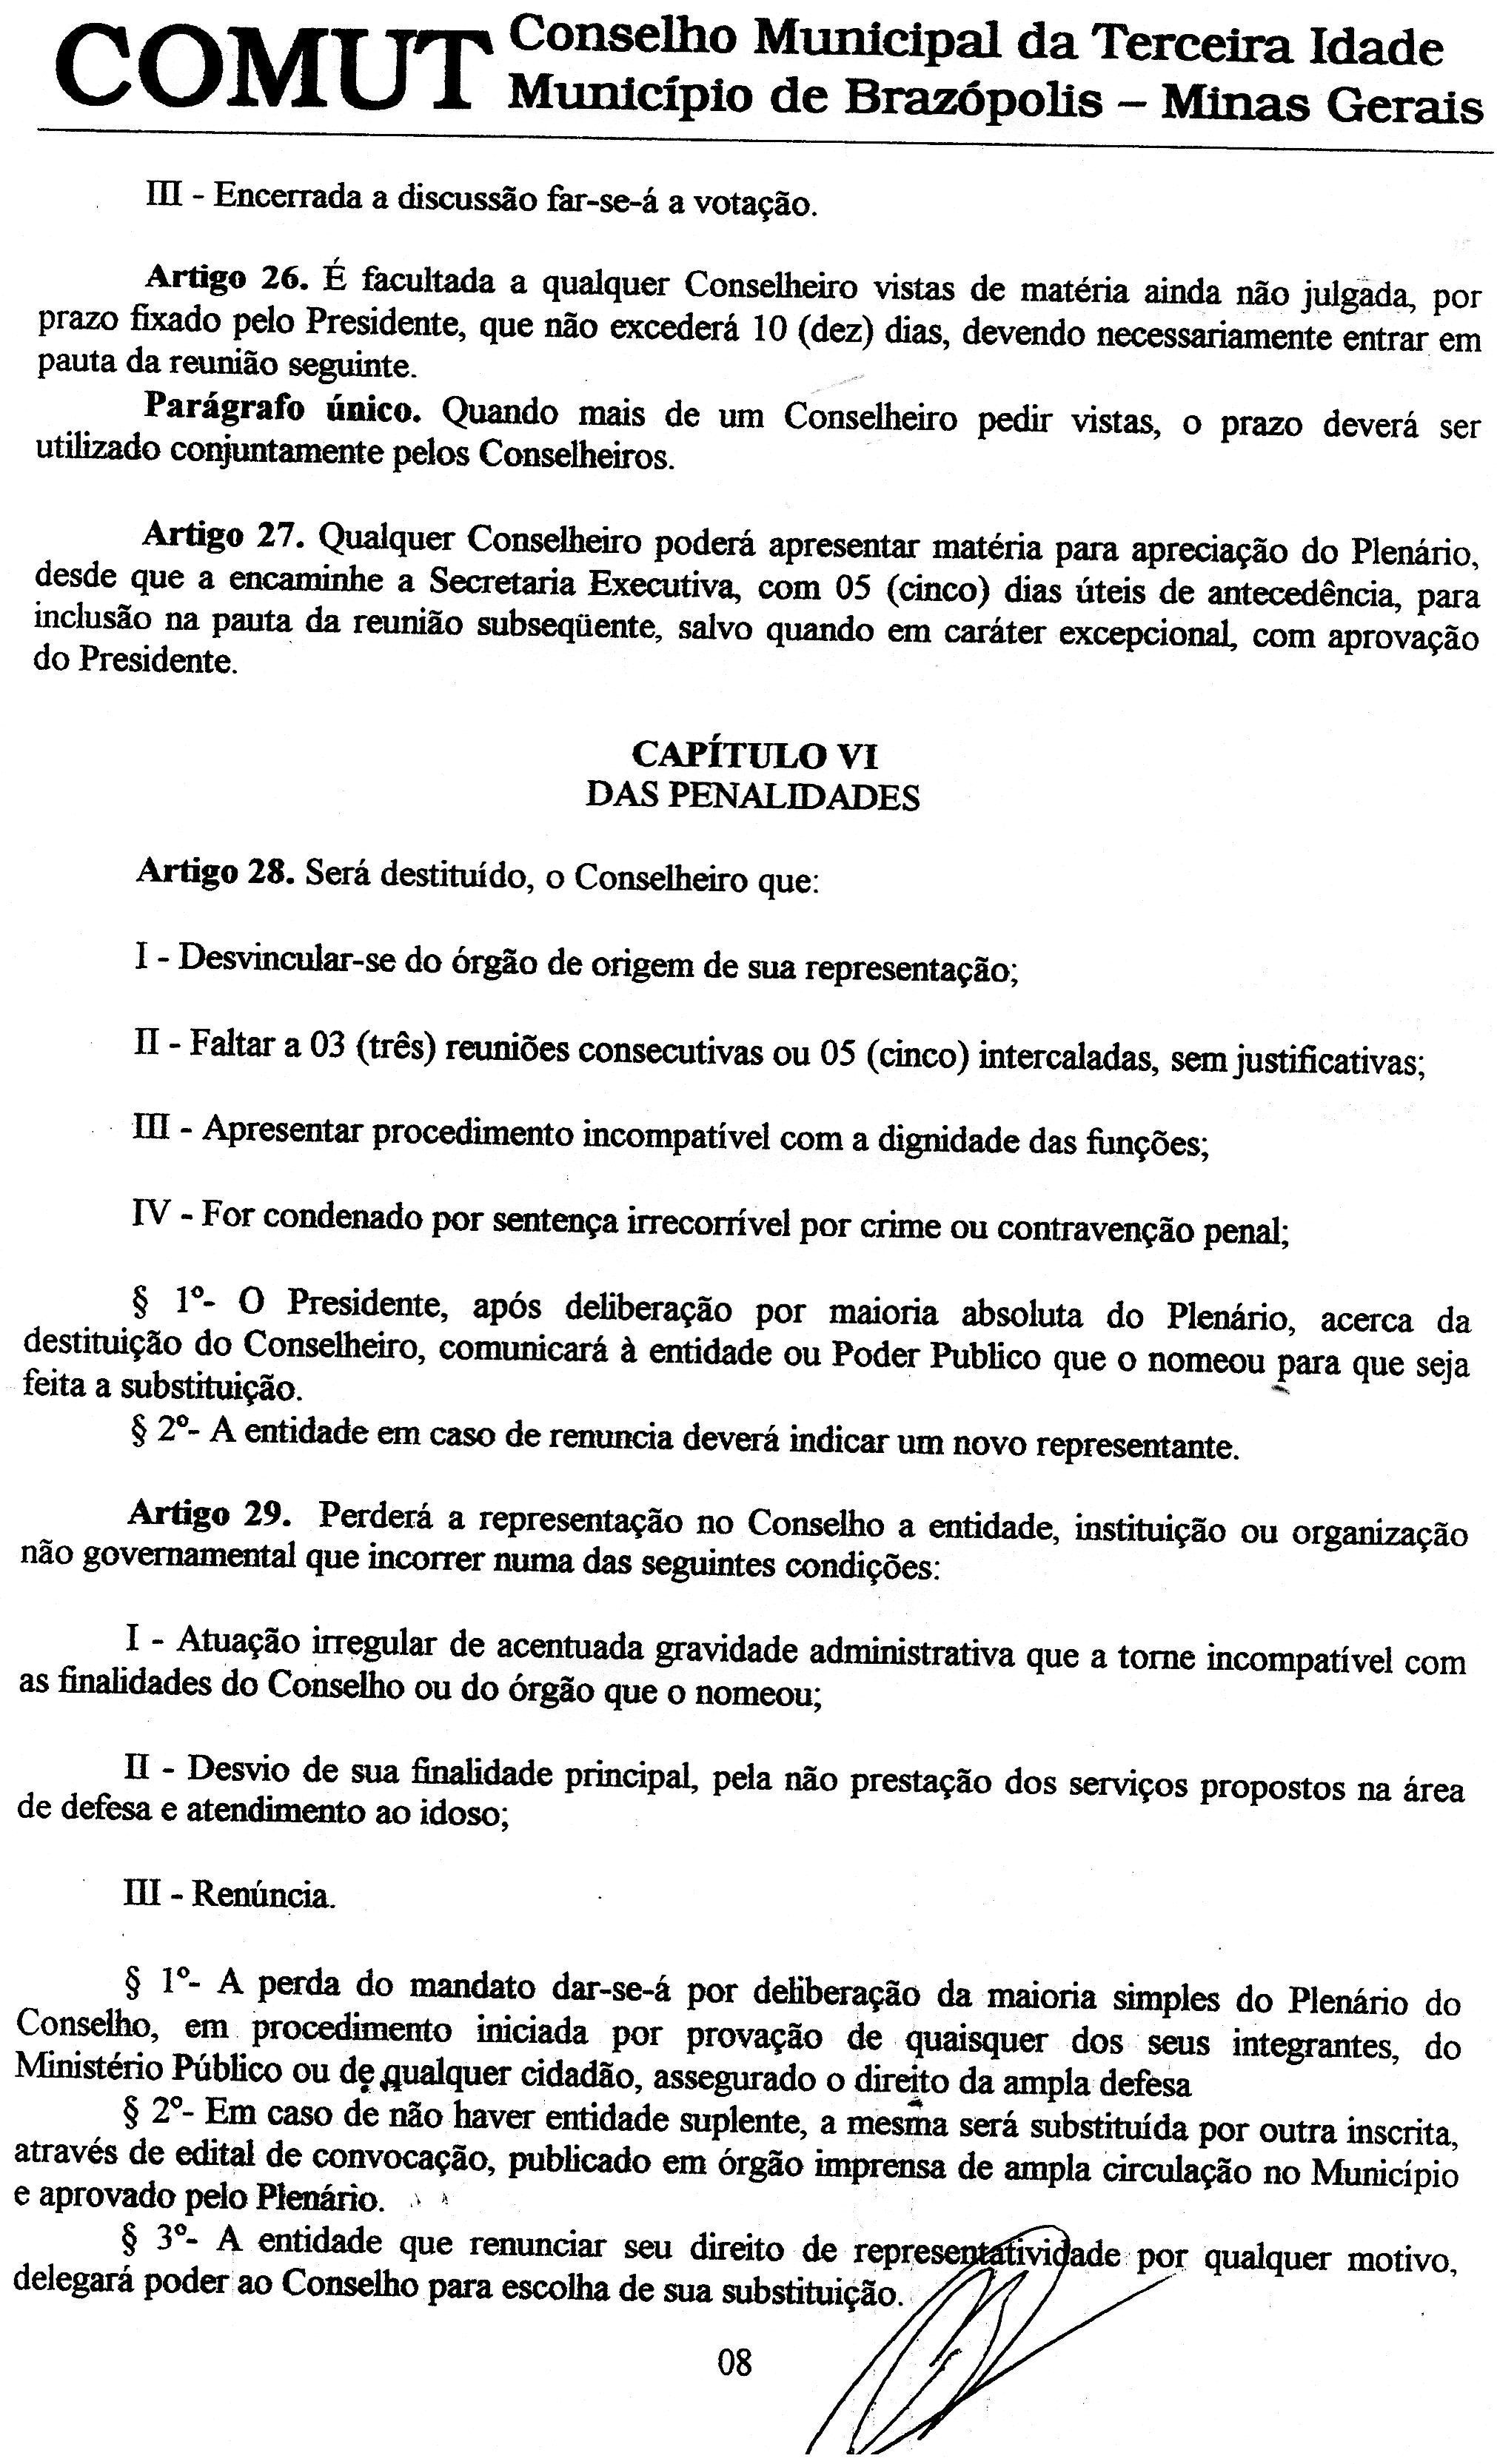 COMUT Conselho Municipal da Terceira Idade
Município de Brazópolis – Minas Gerais
III - Encerrada a discussão far-se-á a votação.
Artigo 26. É facultada a qualquer Conselheiro vistas de matéria ainda não julgada, por
prazo fixado pelo Presidente, que não excederá 10 (dez) dias, devendo necessariamente entrar em
pauta da reunião seguinte.
Parágrafo único. Quando mais de um Conselheiro pedir vistas, o prazo deverá ser
utilizado conjuntamente pelos Conselheiros.
Artigo 27. Qualquer Conselheiro poderá apresentar matéria para apreciação do Plenário,
desde que a encaminhe a Secretaria Executiva, com 05 (cinco) dias úteis de antecedência, para
inclusão na pauta da reunião subseqüente, salvo quando em caráter excepcional, com aprovação
do Presidente.
CAPÍTULO VI
DAS PENALIDADES
Artigo 28. Será destituído, o Conselheiro que:
I - Desvincular-se do órgão de origem de sua representação;
II - Faltar a 03 (três) reuniões consecutivas ou 05 (cinco) intercaladas, sem justificativas;
III - Apresentar procedimento incompatível com a dignidade das funções;
IV - For condenado por sentença irrecorrível por crime ou contravenção penal;
§ 1º- O Presidente, após deliberação por maioria absoluta do Plenário, acerca da
destituição do Conselheiro, comunicará à entidade ou Poder Publico que o nomeou para que seja
feita a substituição.
§ 2º- A entidade em caso de renuncia deverá indicar um novo representante.
Artigo 29. Perderá a representação no Conselho a entidade, instituição ou organização
não governamental que incorrer numa das seguintes condições:
I - Atuação irregular de acentuada gravidade administrativa que a torne incompatível com
as finalidades do Conselho ou do órgão que o nomeou;
II - Desvio de sua finalidade principal, pela não prestação dos serviços propostos na área
de defesa e atendimento ao idoso;
III - Renúncia.
§ 1º- A perda do mandato dar-se-á por deliberação da maioria simples do Plenário do
Conselho, em procedimento iniciada por provação de quaisquer dos seus integrantes, do
Ministério Público ou de qualquer cidadão, assegurado o direito da ampla defesa
§ 2º- Em caso de não haver entidade suplente, a mesma será substituída por outra inscrita,
através de edital de convocação, publicado em órgão imprensa de ampla circulação no Município
e aprovado pelo Plenário.
§ 3º- A entidade que renunciar seu direito de representatividade por qualquer motivo,
delegará poder ao Conselho para escolha de sua substituição.
08